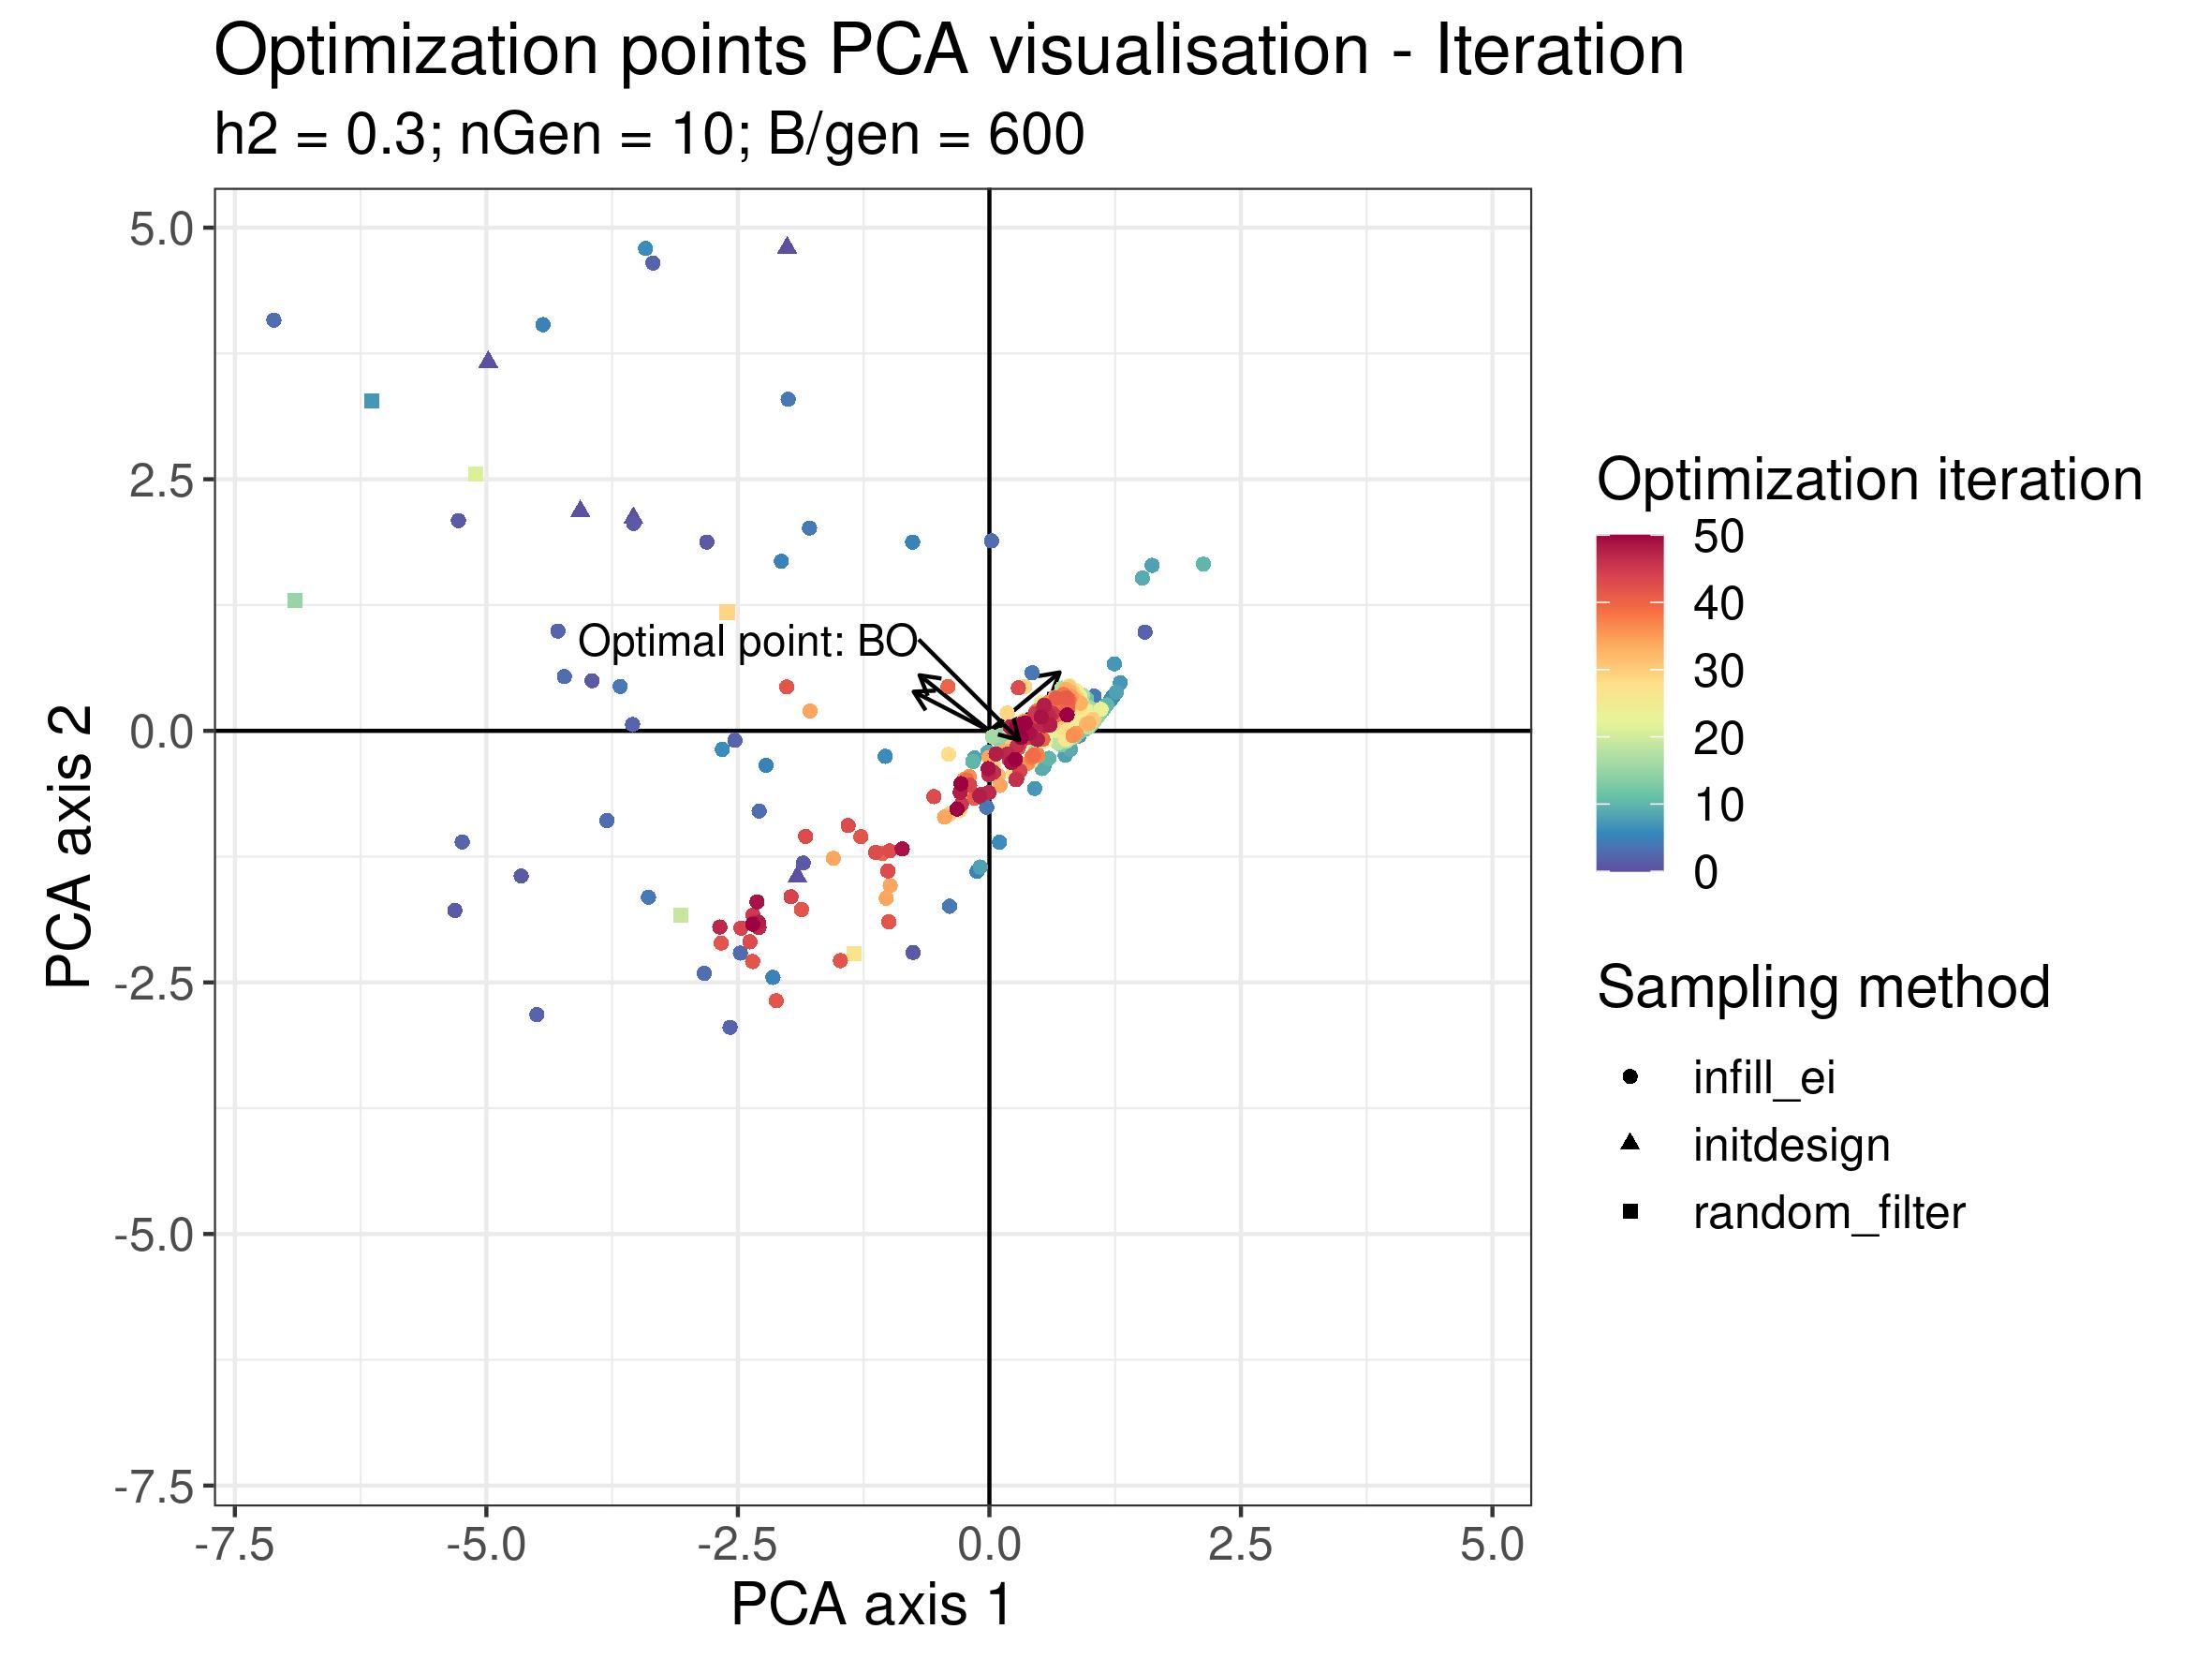 Optimization points PCA visualisation - Iteration
h2 = 0.3; nGen = 10; B/gen = 600
5.0
2.5
0.0
-2.5
-5.0
-7.5
PCA axis 2
Optimal point: BO
-7.5 -5.0 -2.5 0.0 2.5 5.0
PCA axis 1
Optimization iteration
50
40
30
20
10
0
Sampling method
infill_ei
initdesign
random_filter